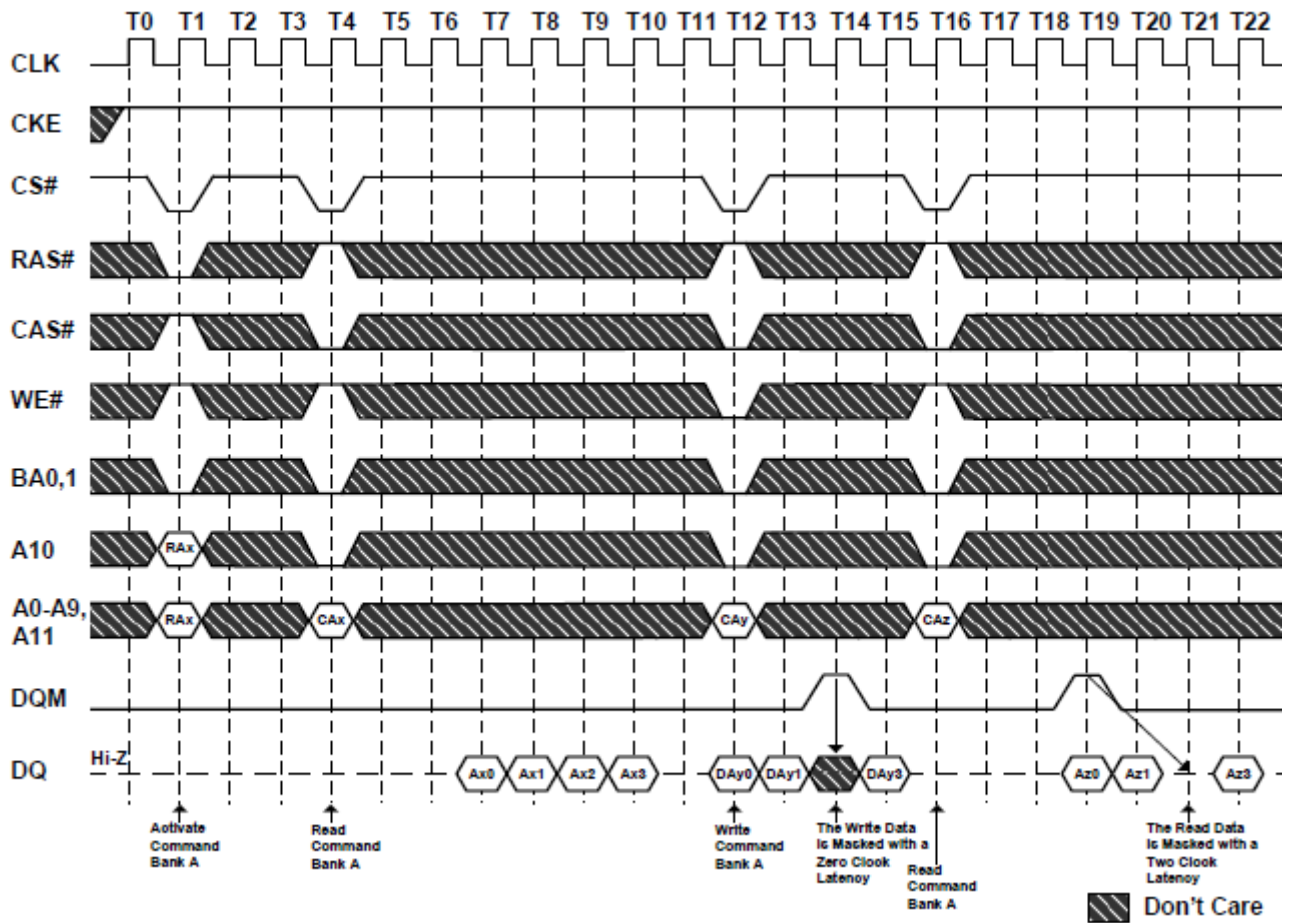 T0 T1 T2 T3 T4 T5 T6 T7 T8 T9 T10 T11 T12 T13 T14 T15 T16 T17 T18 T19 T20 T21 T22
CLK
CKE
CS#
RAS#
CAS#
WE#
BA0,1
A10
RAx
A0-A9,
A11
RAx CAx CAy CAz
DQM
DQ
Hi-Z
Ax0 Ax1 Ax2 Ax3 DAy0 DAy1 DAy3 Az0 Az1 Az3
Aotivate
Command
Bank A
Read
Command
Bank A
Write
Command
Bank A
The Write Data
Is Masked with a
Zero Clook
Latenoy
Read
Command
Bank A
The Read Data
Is Masked with a
Two Clook
Latenoy
Don't Care